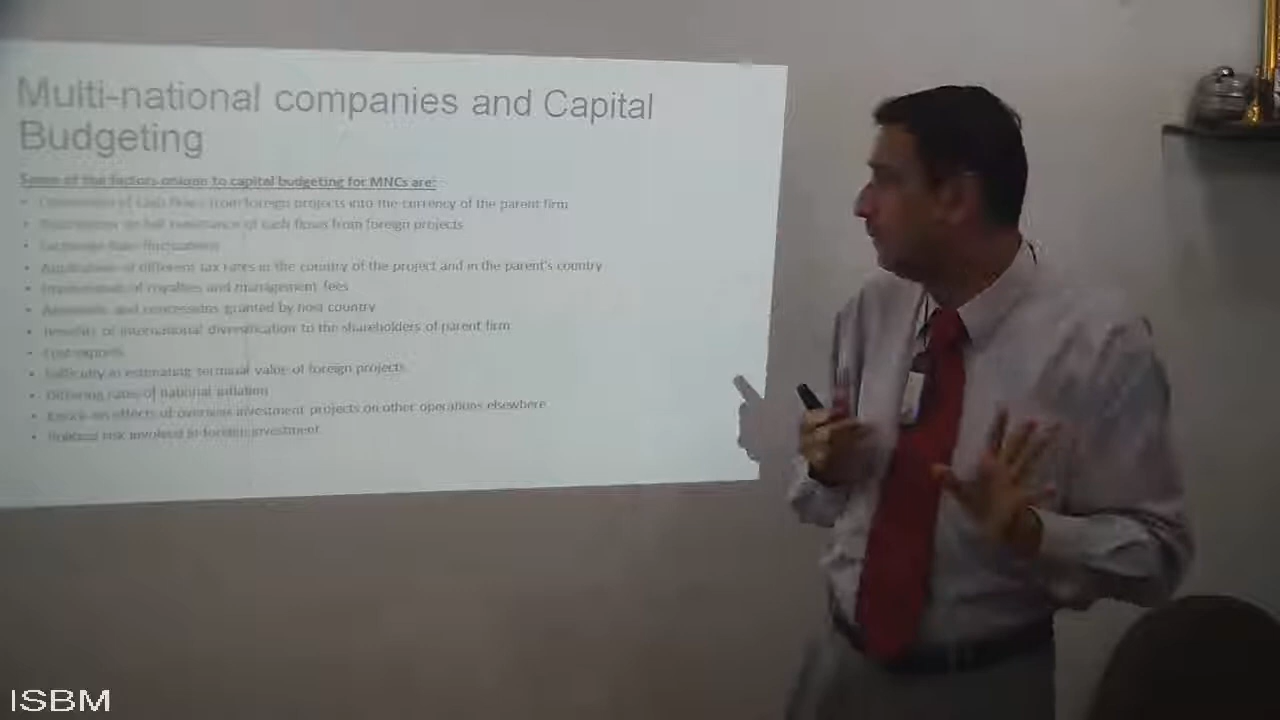 Multi-national companies and Capital
Budgeting
Some of the factors unique to capital budgeting for MNCs are:
• Conversion of cash flows from foreign projects into the currency of the parent firm
• Restrictions on full remittance of cash flows from foreign projects
• Exchange Rate fluctuations
• Application of different tax rates in the country of the project and in the parent's country
• of royalties and management fees
• and concessions granted by host country
• Benefits of international diversification to the shareholders of parent firm
• Lost exports
• Difficulty in estimating terminal value of foreign projects
• Differing rates of national inflation
• Knock-on effects of overseas investment projects on other operations elsewhere
• Political risk involved in foreign investment
ISBM